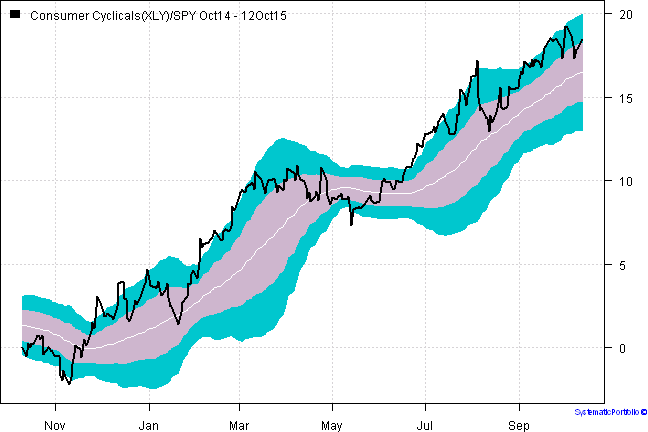 Consumer Cyclicals(XLY)/SPY Oct14 - 12Oct15
20
15
10
5
0
Nov Jan Mar May Jul Sep
SystematicPortfolio ©